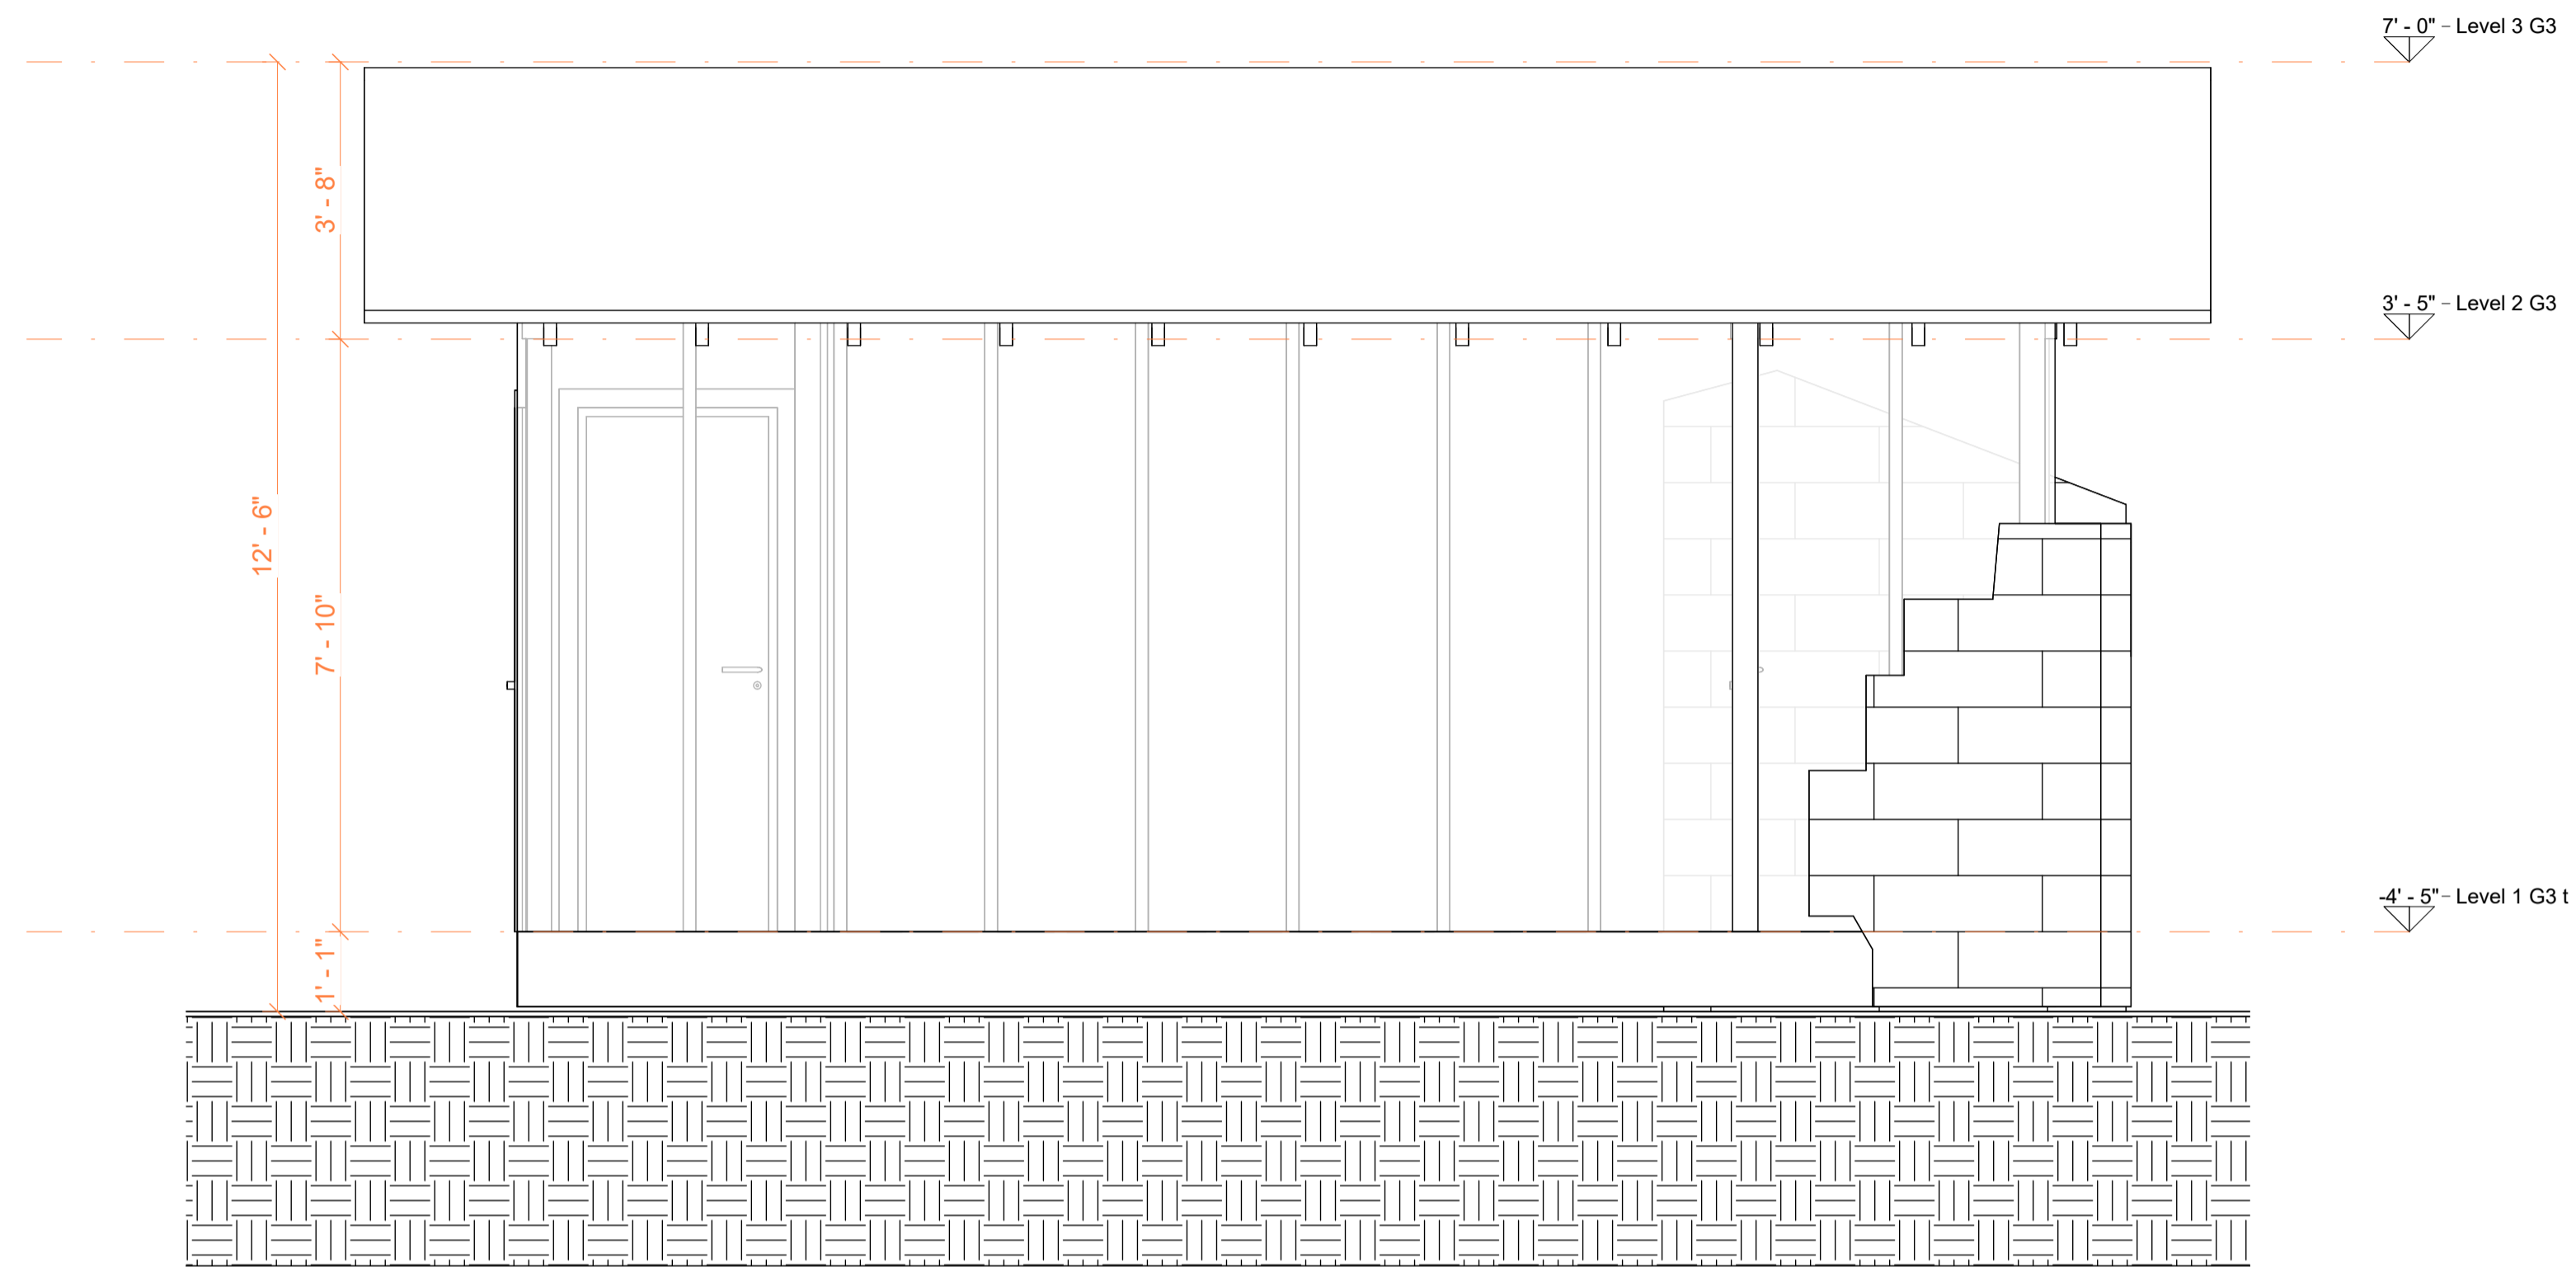 7' - 0" – Level 3 G3
3' - 8"
3' - 5" – Level 2 G3
12' - 6"
7' - 10"
-4' - 5" – Level 1 G3 t
1' - 1"